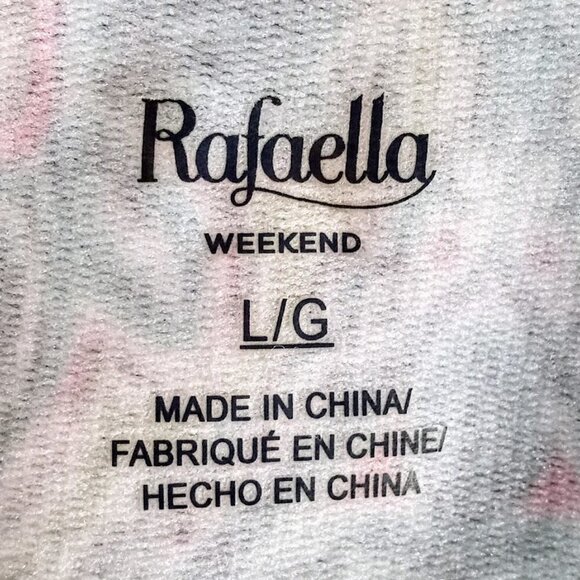 Rafaella
WEEKEND
L/G
MADE IN CHINA/
FABRIQUÉ EN CHINE/
HECHO EN CHINA